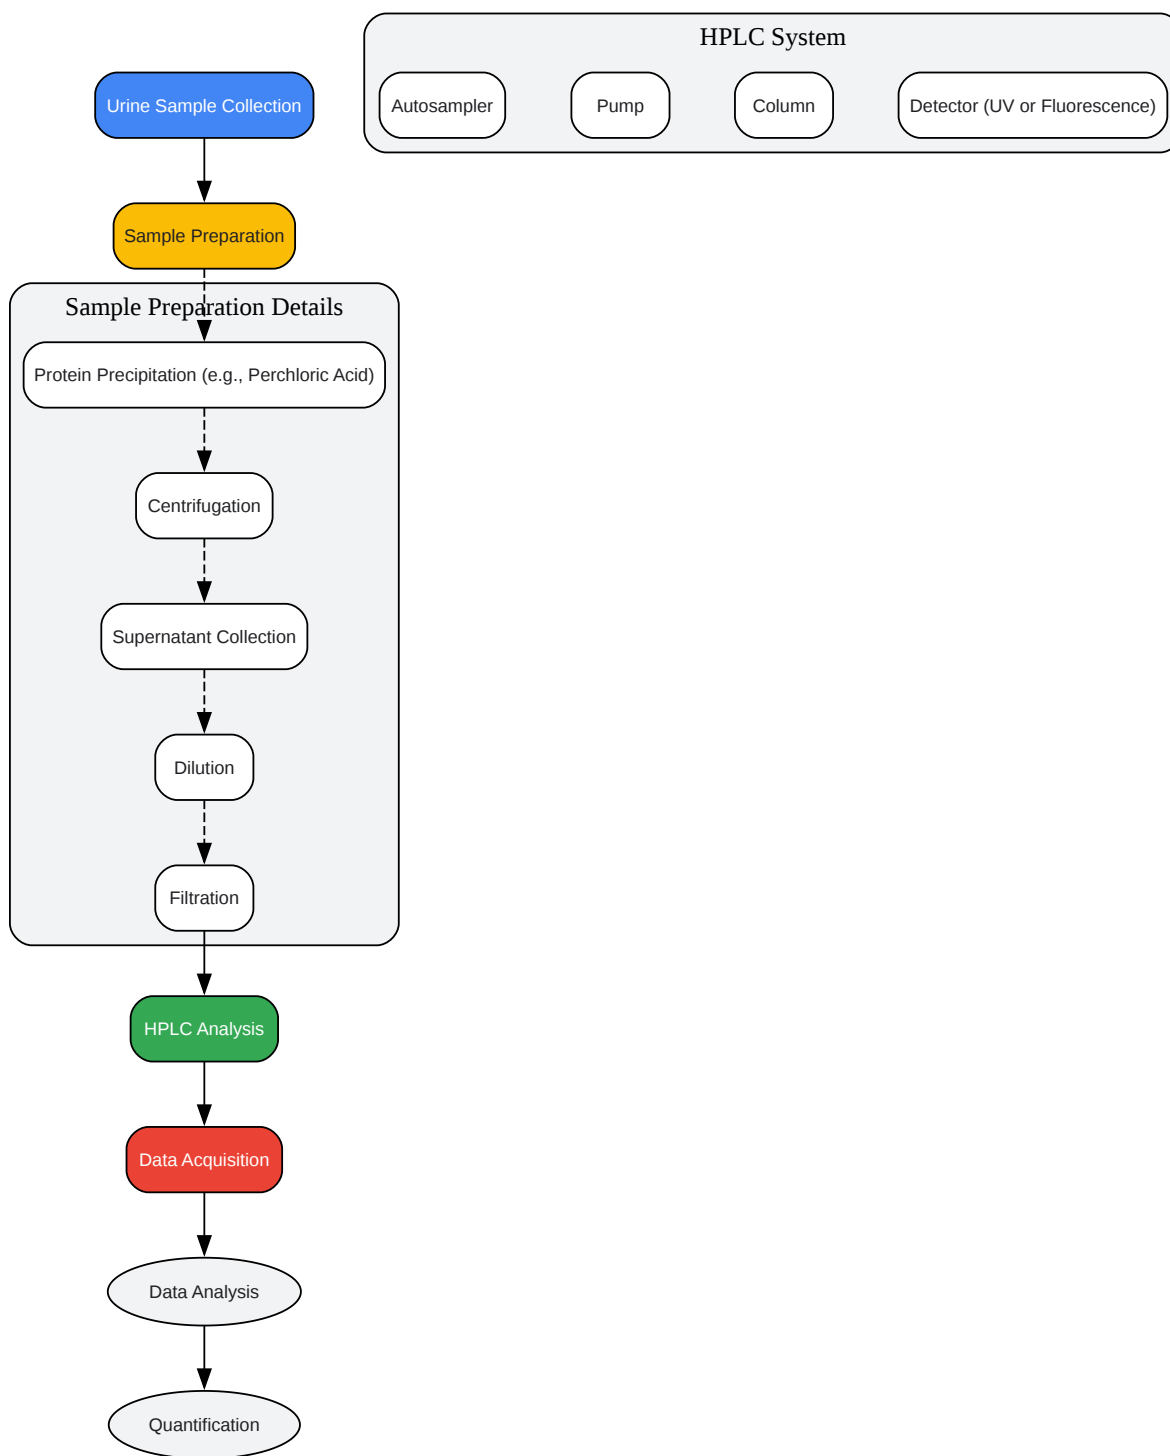 HPLC System
Autosampler
Pump
Column
Detector (UV or Fluorescence)
Urine Sample Collection
Sample Preparation
Sample Preparation Details
Protein Precipitation (e.g., Perchloric Acid)
Centrifugation
Supernatant Collection
Dilution
Filtration
HPLC Analysis
Data Acquisition
Data Analysis
Quantification